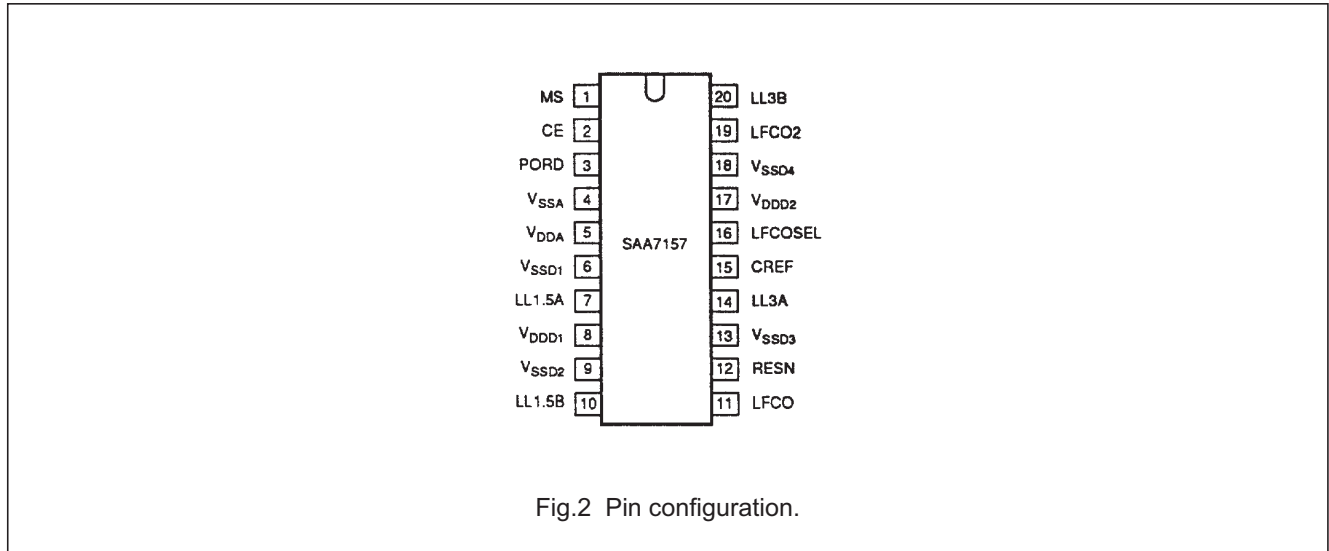 MS 1
CE 2
PORD 3
VSSA 4
VDDA 5
VSSD1 6
LL1.5A 7
VDDD1 8
VSSD2 9
LL1.5B 10
SAA7157
20 LL3B
19 LFCO2
18 VSSD4
17 VDDD2
16 LFCOSEL
15 CREF
14 LL3A
13 VSSD3
12 RESN
11 LFCO
Fig.2 Pin configuration.